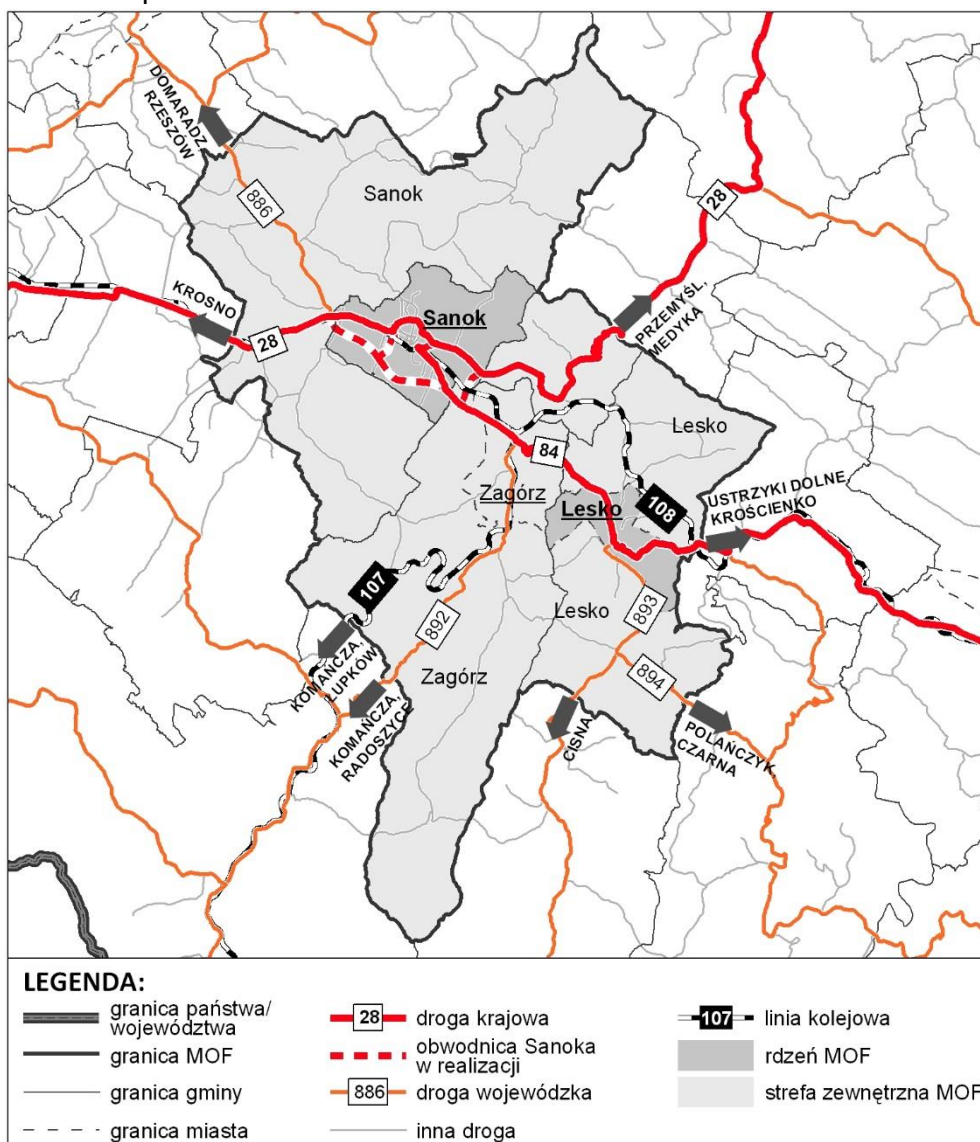 DOMARADZ,
RZESZÓW
886
Sanok
28
KROSNO
28
Sanok
PRZEMYŚL,
MEDYKA
Lesko
84
Zagórz
Lesko
108
USTRZYKI DOLNE
KROŚCIENKO
107
892
Lesko
893
894
KOMAŃCZA,
ŁUPKÓW
Zagórz
KOMAŃCZA,
RADOSZYCE
CISNA
POLAŃCZYK,
CZARNA
LEGENDA:
granica państwa/
województwa
granica MOF
granica gminy
granica miasta
28 droga krajowa
obwodnica Sanoka
w realizacji
886 droga wojewódzka
inna droga
107 linia kolejowa
rdzeń MOF
strefa zewnętrzna MOF